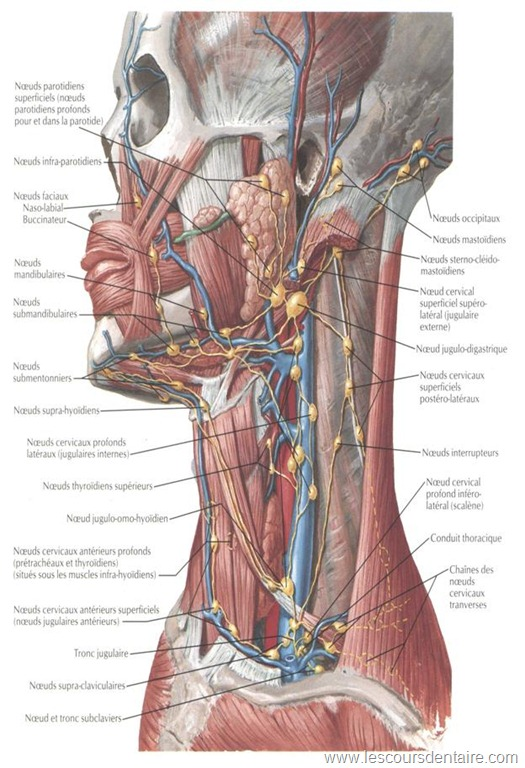 Nœuds parotidiens
superficiels (nœuds
parotidiens profonds
pour et dans la parotide)
Nœuds infra-parotidiens
Nœuds faciaux
Naso-labial
Buccinateur
Nœuds
mandibulaires
Nœuds
submandibulaires
Nœuds
submentonniers
Nœuds supra-hyoïdiens
Nœuds cervicaux profonds
latéraux (jugulaires internes)
Nœuds thyroïdiens supérieurs
Nœud jugulo-omo-hyoïdien
Nœuds cervicaux antérieurs profonds
(prétrachéaux et thyroïdiens)
(situés sous les muscles infra-hyoïdiens)
Nœuds cervicaux antérieurs superficiels
(nœuds jugulaires antérieurs)
Tronc jugulaire
Nœuds supra-claviculaires
Nœud et tronc subclaviers
Nœuds occipitaux
Nœuds mastoïdiens
Nœuds sterno-cléido-
mastoïdiens
Nœud cervical
superficiel supéro-
latéral (jugulaire
externe)
Nœud jugulo-digastrique
Nœuds cervicaux
superficiels
postéro-latéraux
Nœuds interrupteurs
Nœud cervical
profond inféro-
latéral (scalène)
Conduit thoracique
Chaînes des
nœuds
cervicaux
tranverses
www.lescoursdentaire.com